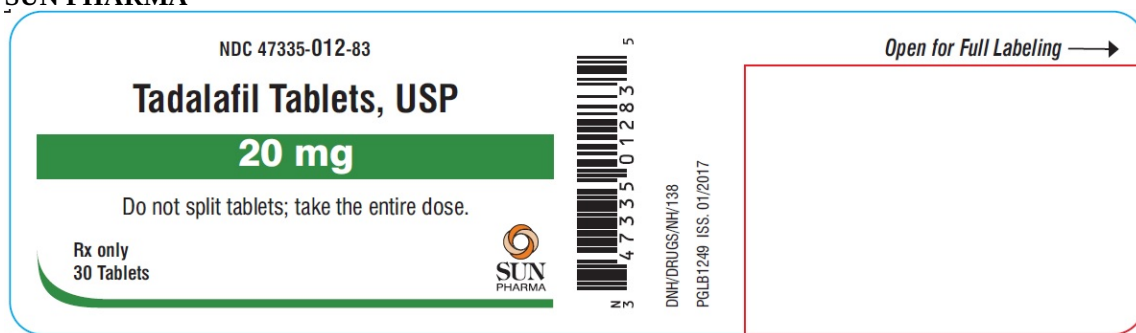 SUN PHARMA
NDC 47335-012-83
Tadalafil Tablets, USP
20 mg
Do not split tablets; take the entire dose.
Rx only
30 Tablets
SUN
PHARMA
N
3
47335 01283
5
DNH/DRUGS/NH/138
PGLB1249 ISS. 01/2017
Open for Full Labeling